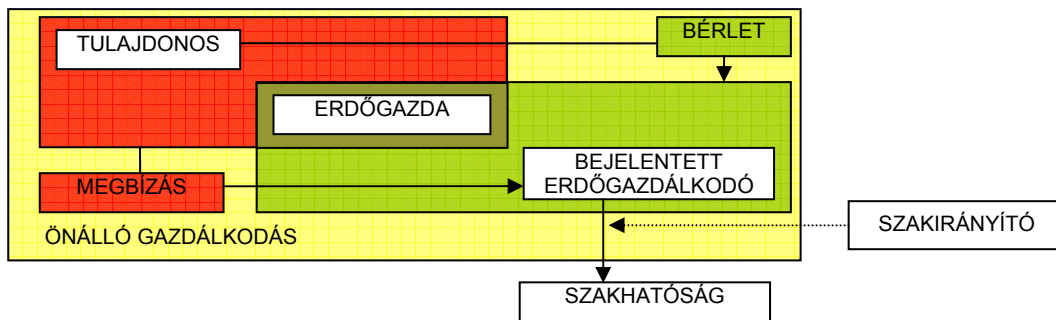 TULAJDONOS
BÉRLET
ERDŐGAZDA
BEJELENTETT
ERDŐGAZDÁLKODÓ
MEGBÍZÁS
ÖNÁLLÓ GAZDÁLKODÁS
SZAKIRÁNYÍTÓ
SZAKHATÓSÁG